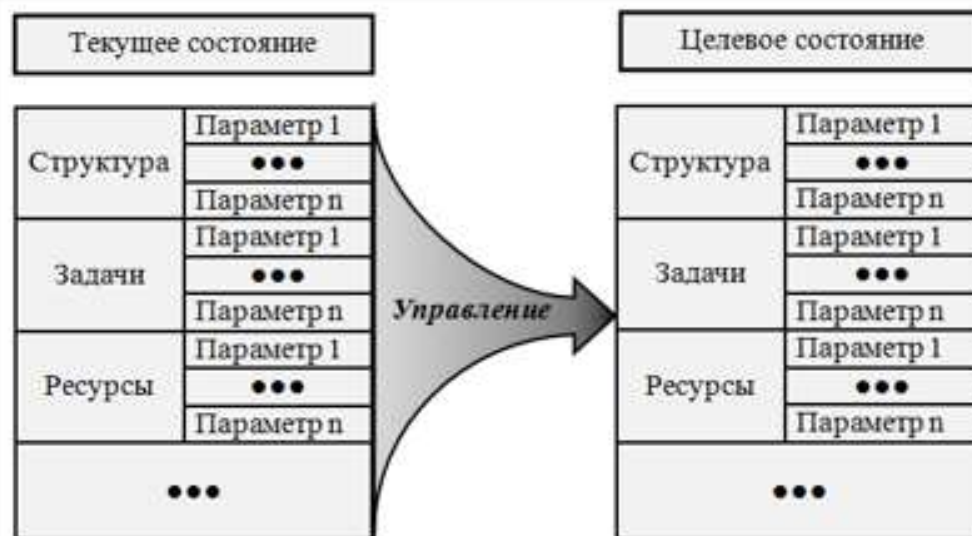 Текущее состояние
Целевое состояние
Структура
Параметр 1
●●●
Параметр n
Задачи
Параметр 1
●●●
Параметр n
Ресурсы
Параметр 1
●●●
Параметр n
●●●
Управление
Структура
Параметр 1
●●●
Параметр n
Задачи
Параметр 1
●●●
Параметр n
Ресурсы
Параметр 1
●●●
Параметр n
●●●